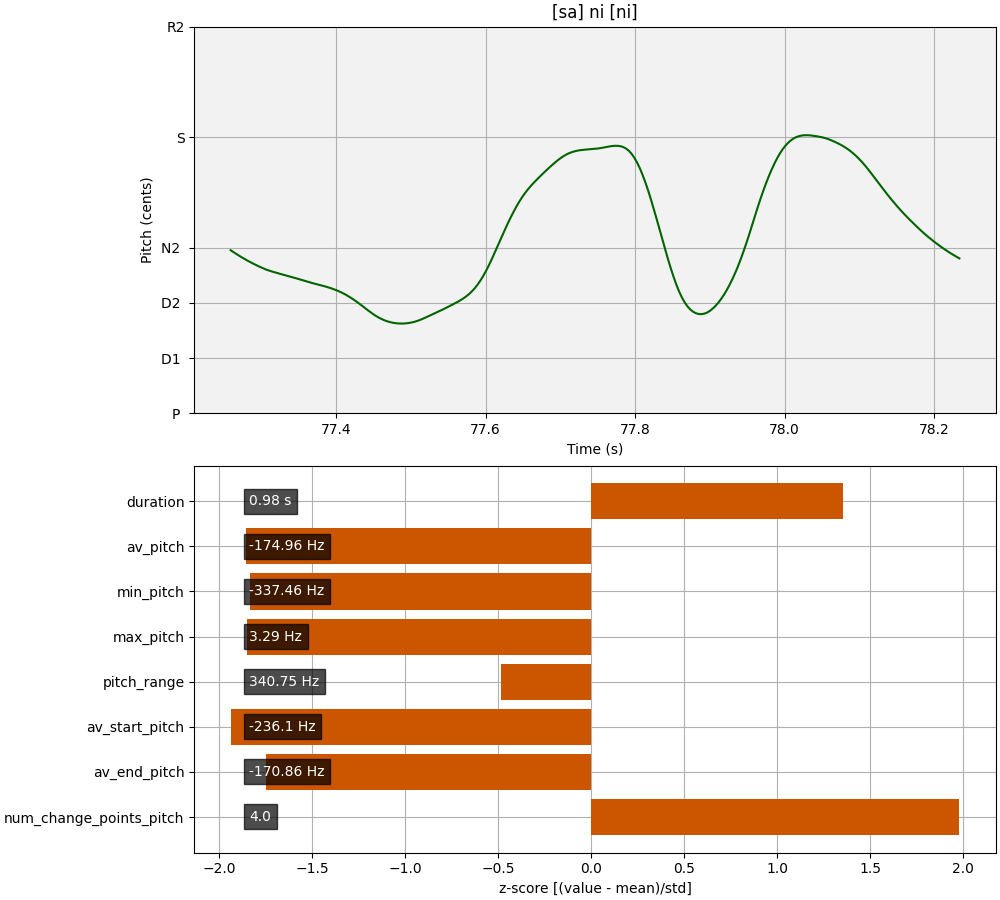 [sa] ni [ni]
R2
S
N2
D2
D1
P
Pitch (cents)
77.4 77.6 77.8 78.0 78.2
Time (s)
duration 0.98 s
av_pitch -174.96 Hz
min_pitch -337.46 Hz
max_pitch 3.29 Hz
pitch_range 340.75 Hz
av_start_pitch -236.1 Hz
av_end_pitch -170.86 Hz
num_change_points_pitch 4.0
−2.0 −1.5 −1.0 −0.5 0.0 0.5 1.0 1.5 2.0
z-score [(value - mean)/std]